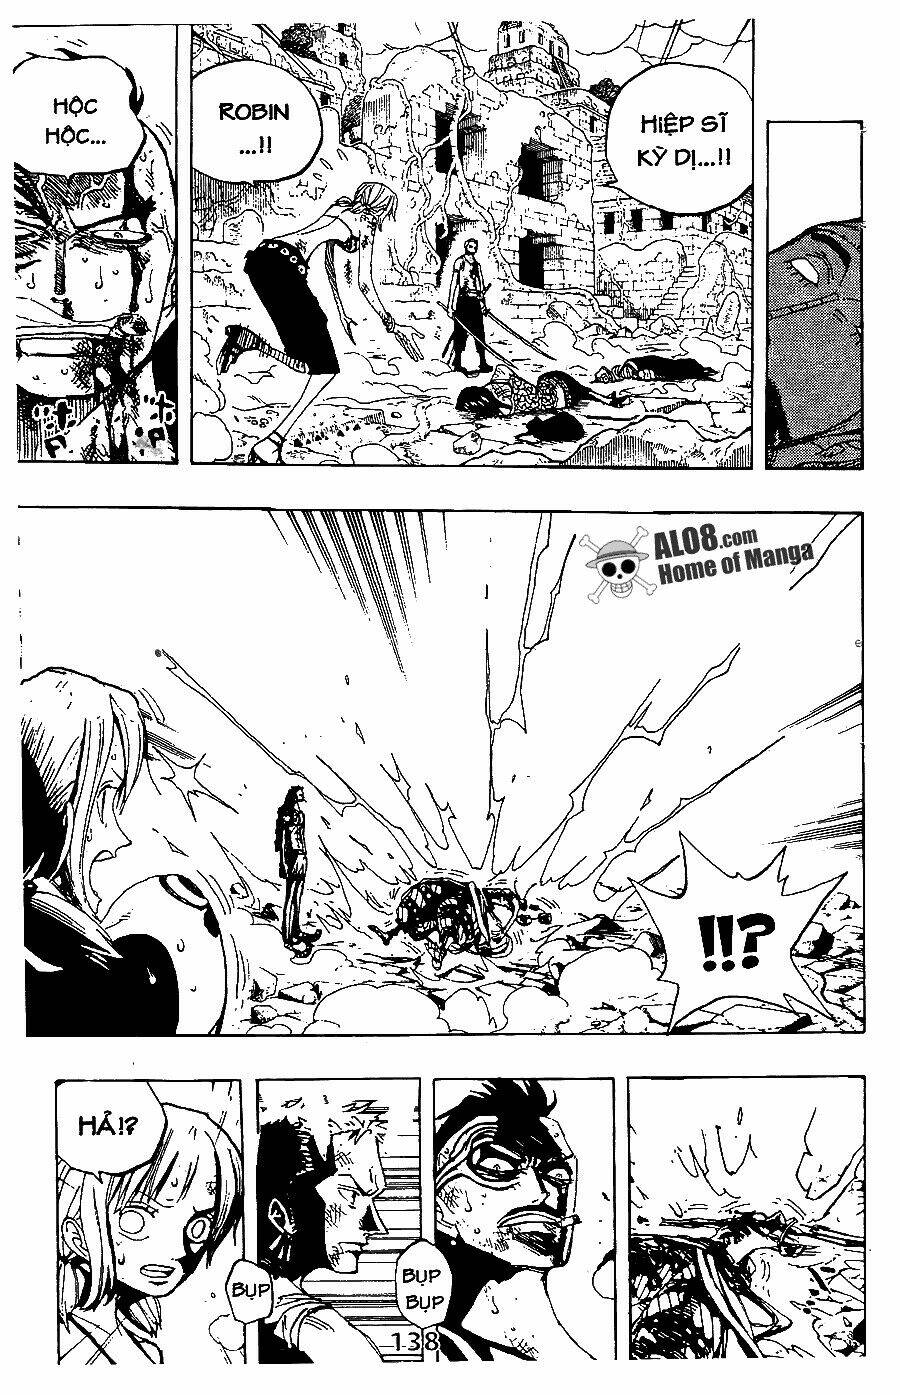 HIỆP SĨ
KỲ DỊ...!!
ROBIN
...!!
HỘC
HỘC...
ALO8.com
Home of Manga
!!?
BỤP
BỤP
BỤP
HẢ!?
138